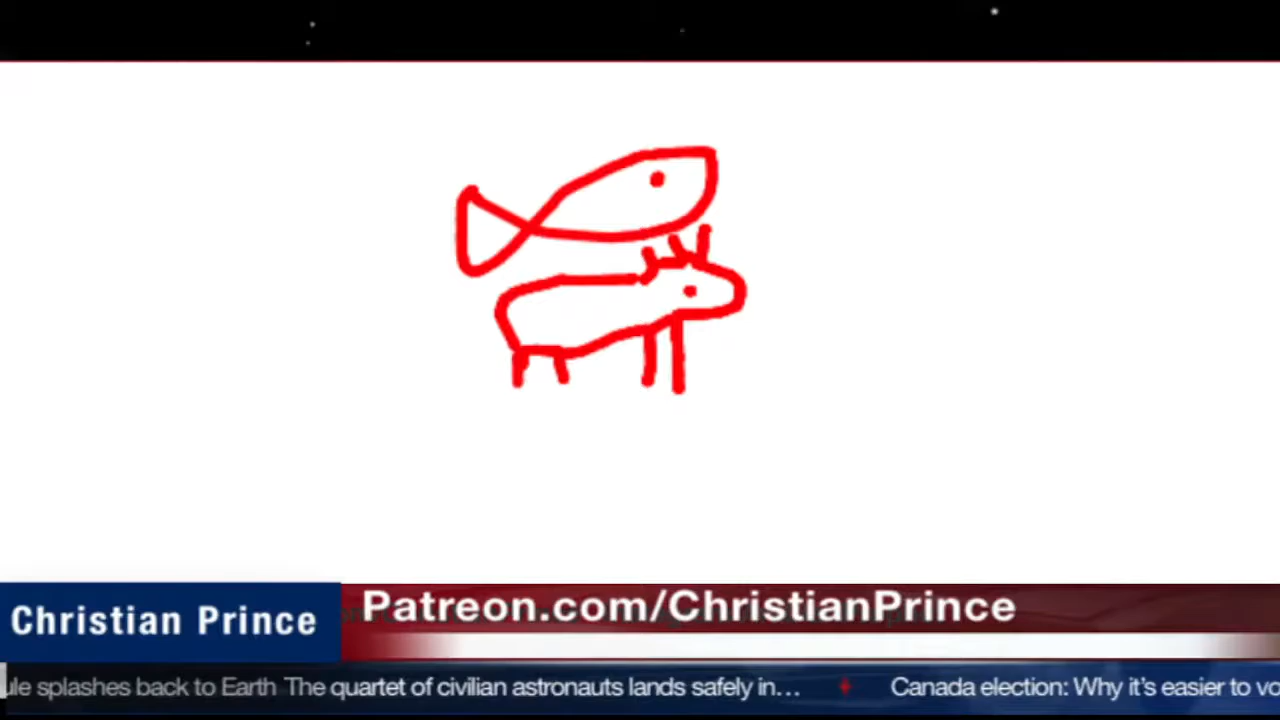 Christian Prince
Patreon.com/ChristianPrince
ule splashes back to Earth The quartet of civilian astronauts lands safely in… Canada election: Why it's easier to vo